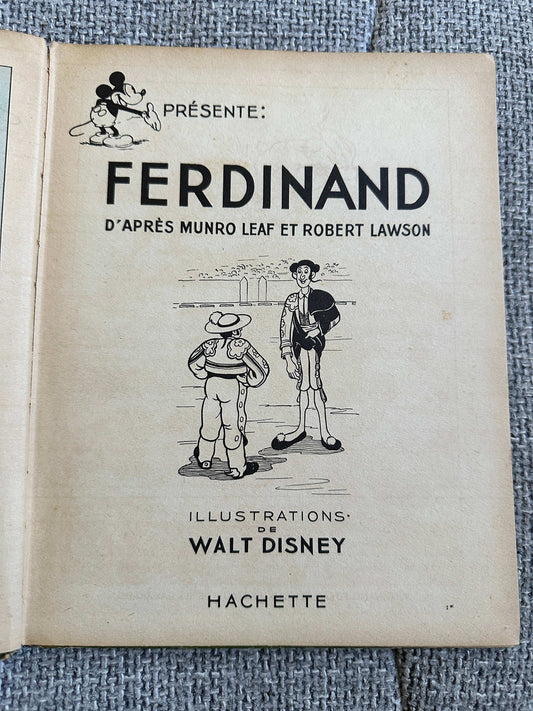 PRÉSENTE:
FERDINAND
D'APRÈS MUNRO LEAF ET ROBERT LAWSON
ILLUSTRATIONS
DE
WALT DISNEY
HACHETTE